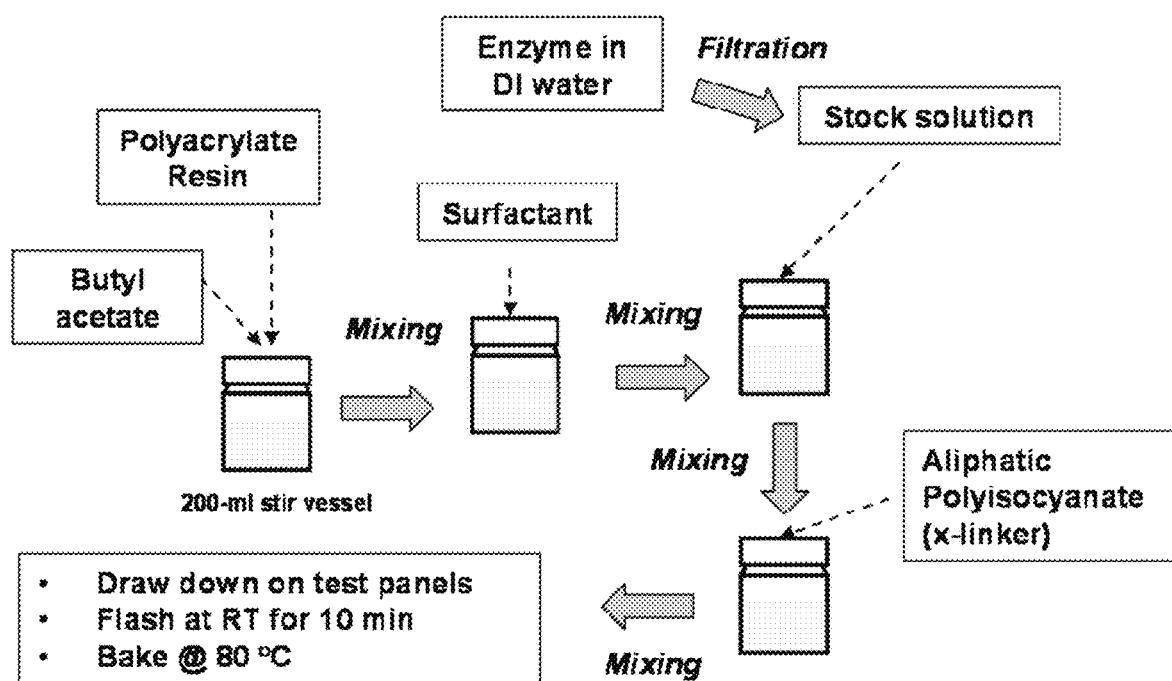 Enzyme in
DI water
Filtration
Stock solution
Polyacrylate
Resin
Surfactant
Butyl
acetate
Mixing
Mixing
200-ml stir vessel
Mixing
Aliphatic
Polyisocyanate
(x-linker)
• Draw down on test panels
• Flash at RT for 10 min
• Bake @ 80 ºC
Mixing